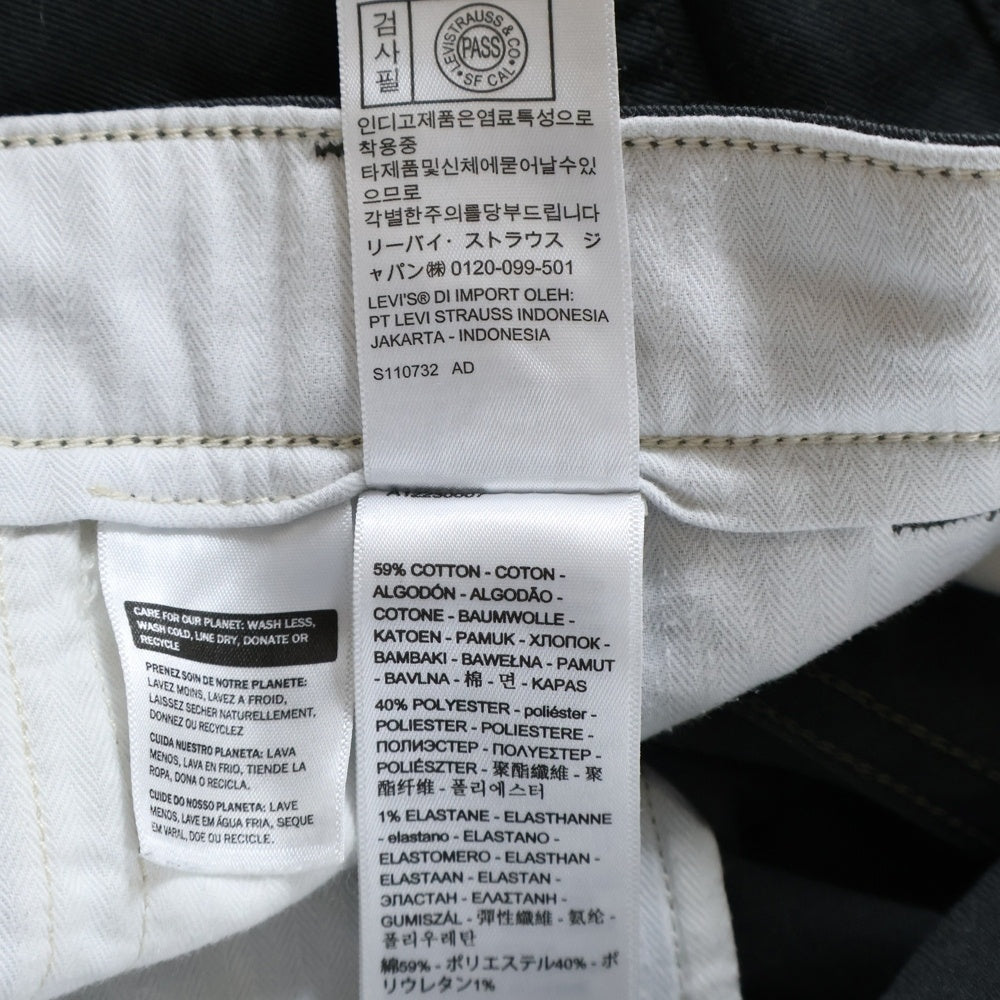 검
사
필
LEVI STRAUSS & CO
PASS
SF CAL
인디고제품은염료특성으로
착용중
타제품및신체에묻어날수있
으므로
각별한주의를당부드립니다
リーバイ・ストラウス ジ
ャパン㈱ 0120-099-501
LEVI'S® DI IMPORT OLEH:
PT LEVI STRAUSS INDONESIA
JAKARTA - INDONESIA
S110732 AD
59% COTTON - COTON -
ALGODÓN - ALGODÃO -
COTONE - BAUMWOLLE -
KATOEN - PAMUK - ХЛОПОК -
BAMBAKI - BAWEŁNA - PAMUT
- BAVLNA - 棉 - 면 - KAPAS
40% POLYESTER - poliéster -
POLIESTER - POLIESTERE -
ПОЛИЭСТЕР - ΠΟΛΥΕΣΤΕΡ -
POLIÉSZTER - 聚酯纖維 - 聚
酯纤维 - 폴리에스터
1% ELASTANE - ELASTHANNE
- elastano - ELASTANO -
ELASTOMERO - ELASTHAN -
ELASTAAN - ELASTAN -
ЭЛАСТАН - ΕΛΑΣΤΑΝΗ -
GUMISZÁL - 彈性纖維 - 氨纶 -
폴리우레탄
綿59% - ポリエステル40% - ポ
リウレタン1%
CARE FOR OUR PLANET: WASH LESS,
WASH COLD, LINE DRY, DONATE OR
RECYCLE
PRENEZ SOIN DE NOTRE PLANETE:
LAVEZ MOINS, LAVEZ A FROID,
LAISSEZ SECHER NATURELLEMENT,
DONNEZ OU RECYCLEZ
CUIDA NUESTRO PLANETA: LAVA
MENOS, LAVA EN FRIO, TIENDE LA
ROPA, DONA O RECICLA.
CUIDE DO NOSSO PLANETA: LAVE
MENOS, LAVE EM ÁGUA FRIA, SEQUE
EM VARAL, DOE OU RECICLE.